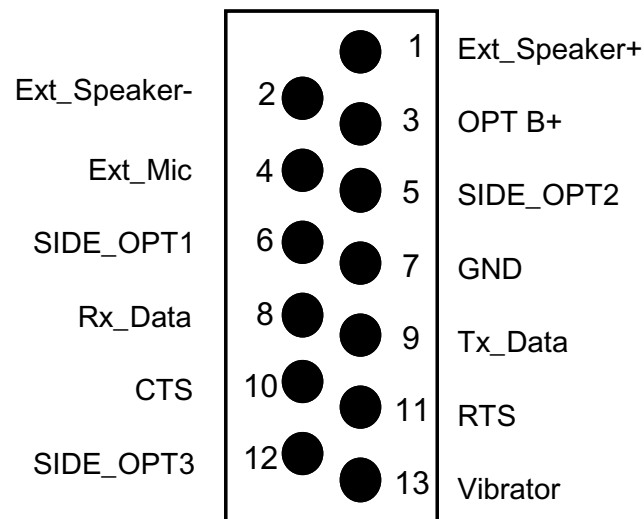 1 Ext_Speaker+
Ext_Speaker- 2
3 OPT B+
Ext_Mic 4
5 SIDE_OPT2
SIDE_OPT1 6
7 GND
Rx_Data 8
9 Tx_Data
CTS 10
11 RTS
SIDE_OPT3 12
13 Vibrator